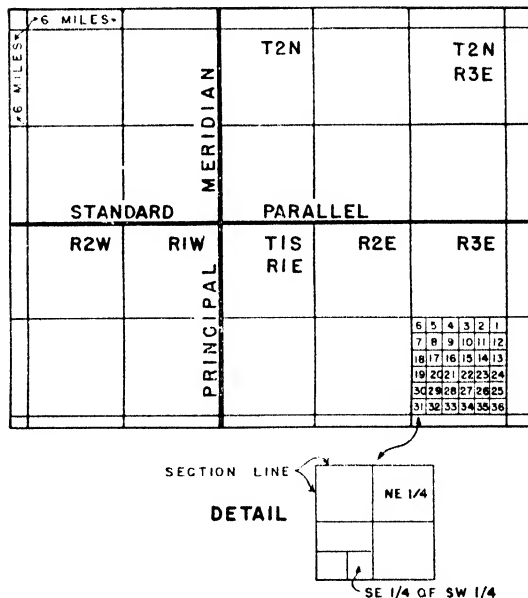 6 MILES
6 MILES
T2N
T2N
R3E
MERIDIAN
STANDARD PARALLEL
R2W R1W T1S R2E R3E
R1E
PRINCIPAL
6 5 4 3 2 1
7 8 9 10 11 12
18 17 16 15 14 13
19 20 21 22 23 24
30 29 28 27 26 25
31 32 33 34 35 36
SECTION LINE
NE 1/4
DETAIL
SE 1/4 OF SW 1/4